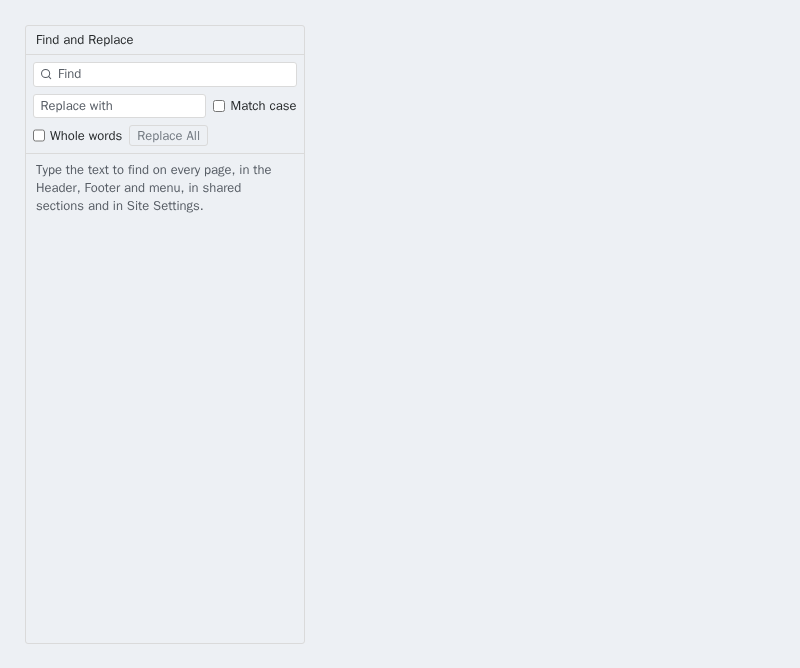 Find and Replace
Find
Replace with
Match case
Whole words
Replace All
Type the text to find on every page, in the
Header, Footer and menu, in shared
sections and in Site Settings.